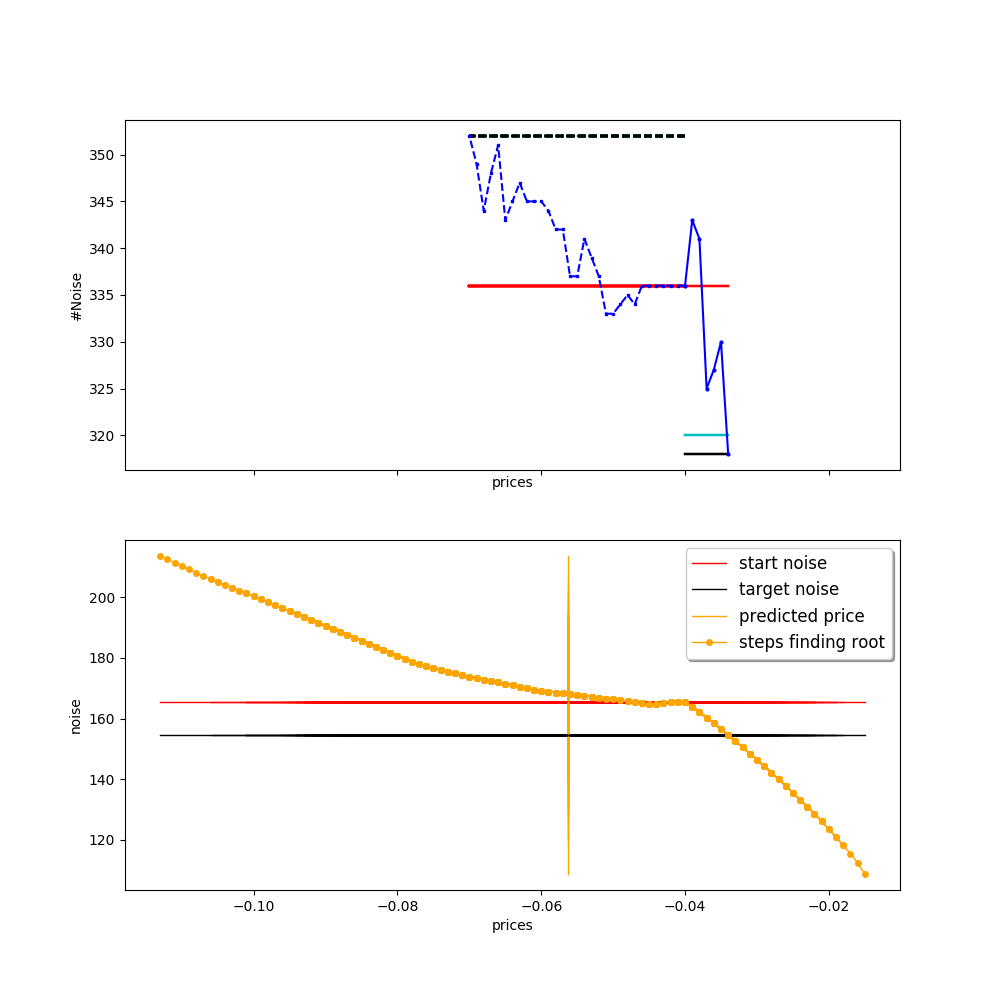 350
345
340
335
330
325
320
#Noise
prices
start noise
target noise
predicted price
steps finding root
200
180
160
140
120
noise
−0.10 −0.08 −0.06 −0.04 −0.02
prices